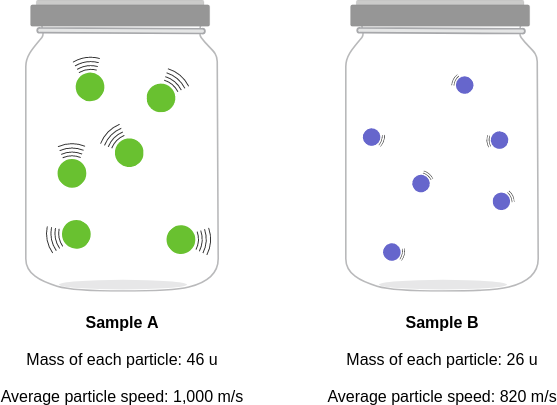 Sample A
Mass of each particle: 46 u
Average particle speed: 1,000 m/s
Sample B
Mass of each particle: 26 u
Average particle speed: 820 m/s